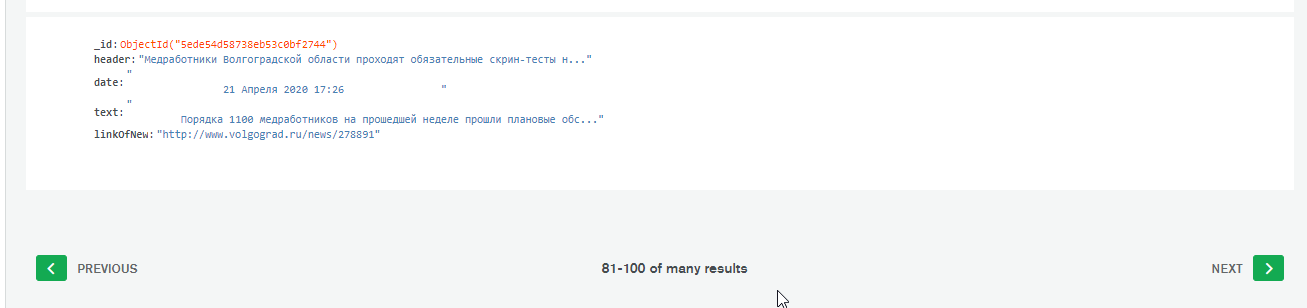 _id: ObjectId("5ede54d58738eb53c0bf2744")
header: "Медработники Волгоградской области проходят обязательные скрин-тесты н..."
date: "
21 Апреля 2020 17:26 "
text: "
Порядка 1100 медработников на прошедшей неделе прошли плановые обс..."
linkOfNew: "http://www.volgograd.ru/news/278891"
PREVIOUS 81-100 of many results NEXT